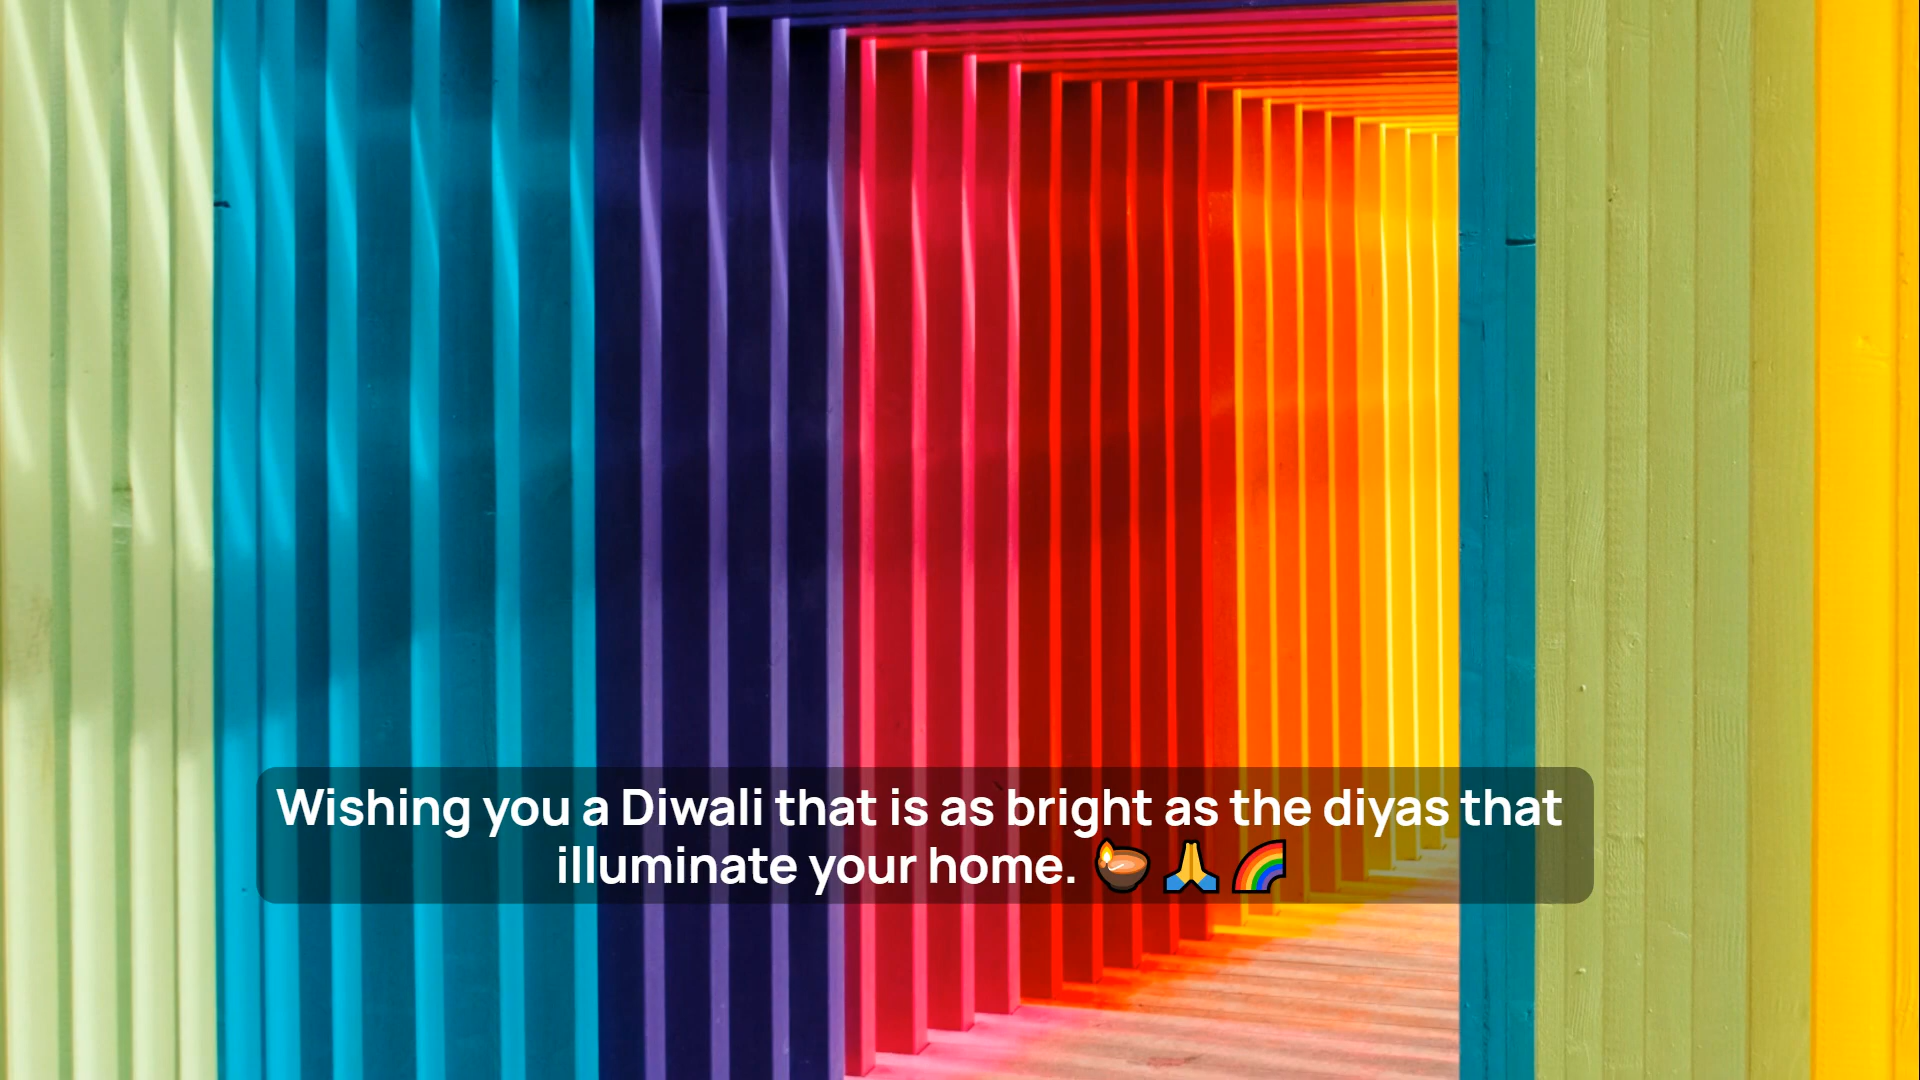 Wishing you a Diwali that is as bright as the diyas that
illuminate your home. 🪔 🙏 🌈